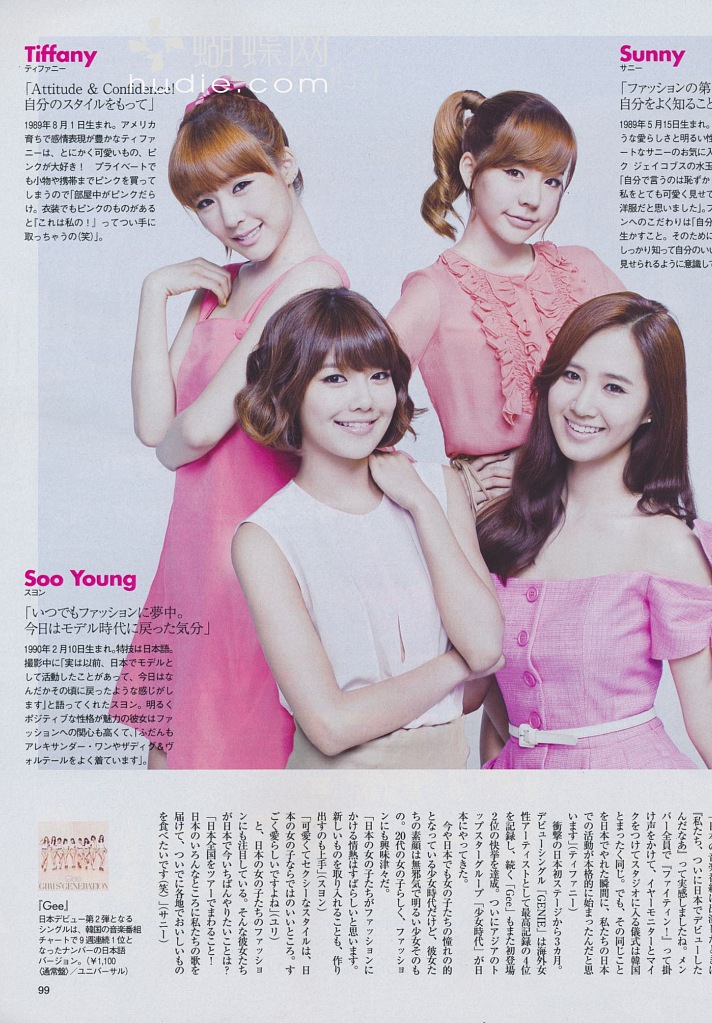 蝴蝶网
hudie.com
Tiffany
ティファニー
「Attitude & Confidence!
自分のスタイルをもって」
1989年8月1日生まれ。アメリカ
育ちで感情表現が豊かなティファ
ニーは、とにかく可愛いもの、ピ
ンクが大好き！ プライベートで
も小物や携帯までピンクを買って
しまうので「部屋中がピンクだら
け。衣装でもピンクのものがある
と『これは私の！』ってつい手に
取っちゃうの（笑）」。
Sunny
サニー
「ファッションの第
自分をよく知ること
1989年5月15日生まれ。
うな愛らしさと明るい性
ートなサニーのお気に入
ク ジェイコブスの水玉
「自分で言うのは恥ずか
私をとても可愛く見せて
洋服だと思いました」。フ
ンへのこだわりは「自分
生かすこと。そのために
しっかり知って自分のいい
見せられるように意識して
Soo Young
スヨン
「いつでもファッションに夢中。
今日はモデル時代に戻った気分」
1990年2月10日生まれ。特技は日本語。
撮影中に「実は以前、日本でモデルと
して活動したことがあって、今日はな
んだかその頃に戻ったような感じがし
ます」と語ってくれたスヨン。明るく
ポジティブな性格が魅力の彼女はファ
ッションへの関心も高くて、「ふだんも
アレキサンダー・ワンやザディグ&ヴ
ォルテールをよく着ています」。
『私たち、ついに日本でデビューした
んだなあ』って実感しましたね。メン
バー全員で『ファイティン！』って掛
け声をかけて、イヤーモニターとマイ
クをつけてスタジオに入る儀式は韓国
とまったく同じ。でも、その同じこと
を日本でやれた瞬間に、私たちの日本
での活動が本格的に始まったんだと思
います」（ティファニー）
衝撃の日本初ステージから3カ月。
デビューシングル「GENIE」は海外女
性アーティストとして最高記録の4位
を記録し、続く「Gee」もまた初登場
2位の快挙を達成。ついにアジアのト
ップスターグループ「少女時代」が日
本にやってきた。
今や日本でも女の子たちの憧れの的
となっている少女時代だけど、彼女た
ちの素顔は無邪気で明るい少女そのも
の。20代の女の子らしく、ファッショ
ンにも興味津々だ。
「日本の女の子たちがファッションに
かける情熱はすばらしいと思います。
新しいものを取り入れることも、作り
出すのも上手」（スヨン）
「可愛くてセクシーなスタイルは、日
本の女の子ならではのいいところ。す
ごく愛らしいですよね」（ユリ）
と、日本の女の子たちのファッショ
ンにも注目している。そんな彼女たち
が日本で今いちばんやりたいことは？
「日本全国をツアーでまわること！
日本のいろんなところに私たちの歌を
届けて、ついでに各地でおいしいもの
を食べたいです（笑）」（サニー）
GIRLS' GENERATION
『Gee』
日本デビュー第2弾となる
シングルは、韓国の音楽番組
チャートで9週連続1位と
なったナンバーの日本語
バージョン。（¥1,100
〈通常盤〉／ユニバーサル）
99